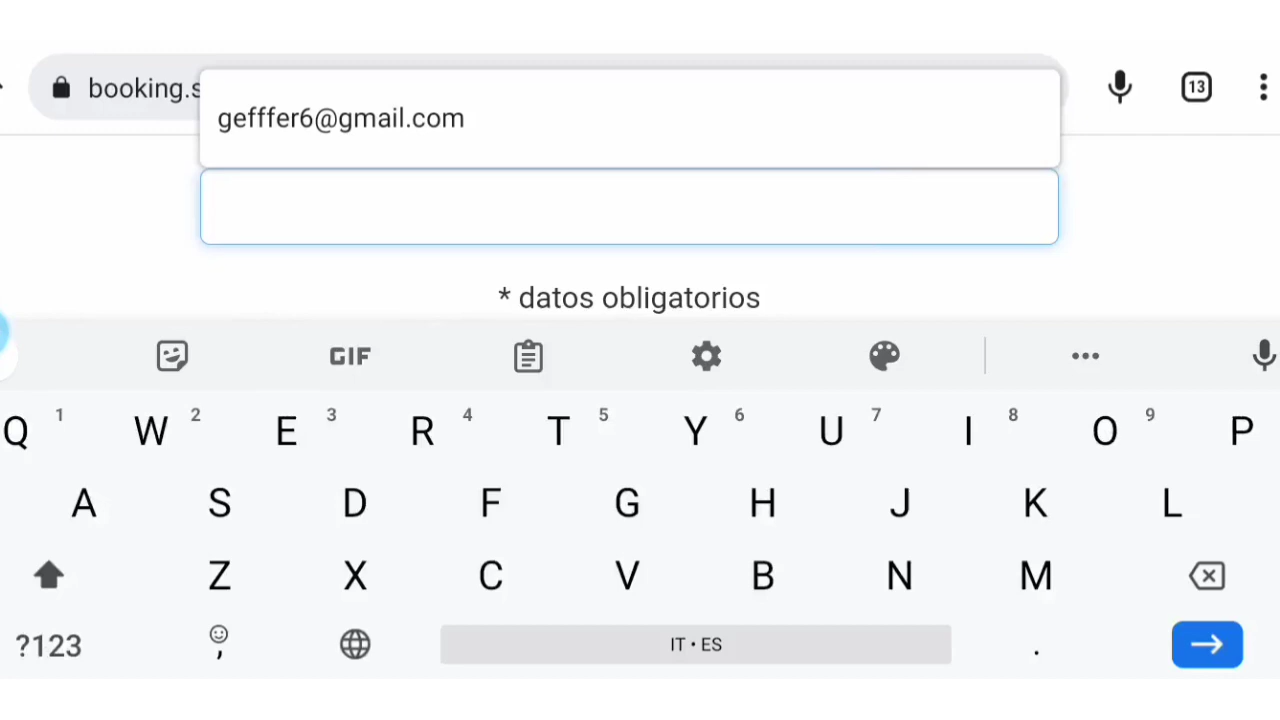 booking.s
13
gefffer6@gmail.com
* datos obligatorios
GIF
Q 1 W 2 E 3 R 4 T 5 Y 6 U 7 I 8 O 9 P
A S D F G H J K L
Z X C V B N M
?123 , IT • ES .